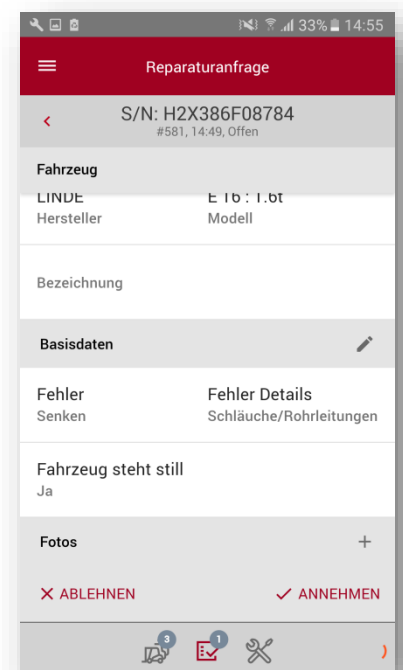 33% 14:55
Reparaturanfrage
S/N: H2X386F08784
#581, 14:49, Offen
Fahrzeug
LINDE E 16 : 1.6t
Hersteller Modell
Bezeichnung
Basisdaten
Fehler Fehler Details
Senken Schläuche/Rohrleitungen
Fahrzeug steht still
Ja
Fotos
ABLEHNEN ANNEHMEN
3 1